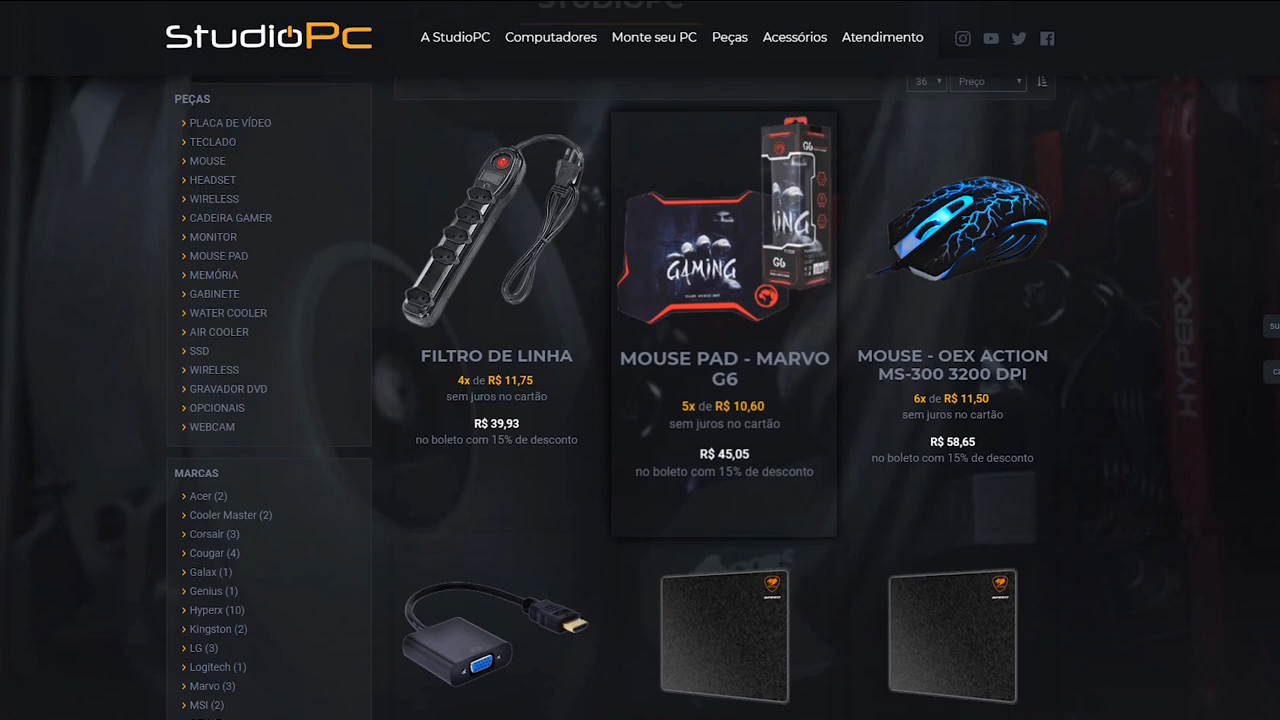 STUDIOPC
StudioPc
A StudioPC Computadores Monte seu PC Peças Acessórios Atendimento
36 Preço
PEÇAS
PLACA DE VÍDEO
TECLADO
MOUSE
HEADSET
WIRELESS
CADEIRA GAMER
MONITOR
MOUSE PAD
MEMÓRIA
GABINETE
WATER COOLER
AIR COOLER
SSD
WIRELESS
GRAVADOR DVD
OPCIONAIS
WEBCAM
MARCAS
Acer (2)
Cooler Master (2)
Corsair (3)
Cougar (4)
Galax (1)
Genius (1)
Hyperx (10)
Kingston (2)
LG (3)
Logitech (1)
Marvo (3)
MSI (2)
FILTRO DE LINHA
4x de R$ 11,75
sem juros no cartão
R$ 39,93
no boleto com 15% de desconto
G6
GAMING
G6
MOUSE PAD - MARVO
G6
5x de R$ 10,60
sem juros no cartão
R$ 45,05
no boleto com 15% de desconto
MOUSE - OEX ACTION
MS-300 3200 DPI
6x de R$ 11,50
sem juros no cartão
R$ 58,65
no boleto com 15% de desconto
HYPERX
su
ca
SPEED
SPEED